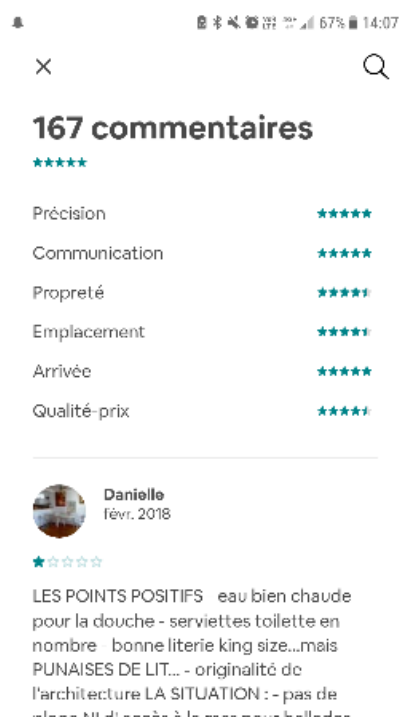 67% 14:07
167 commentaires
Précision
Communication
Propreté
Emplacement
Arrivée
Qualité-prix
Danielle
févr. 2018
LES POINTS POSITIFS eau bien chaude
pour la douche - serviettes toilette en
nombre - bonne literie king size...mais
PUNAISES DE LIT... - originalité de
l'architecture LA SITUATION : - pas de